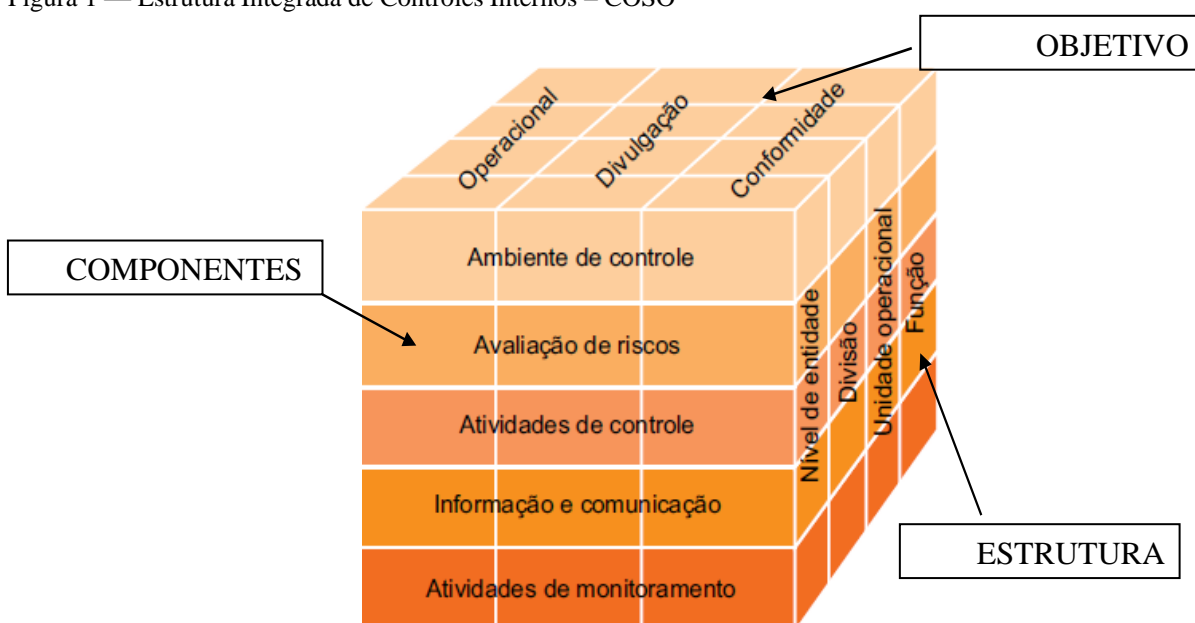 Figura 1 — Estrutura Integrada de Controles Internos – COSO
OBJETIVO
Operacional
Divulgação
Conformidade
COMPONENTES
Ambiente de controle
Avaliação de riscos
Atividades de controle
Informação e comunicação
Atividades de monitoramento
Nível de entidade
Divisão
Unidade operacional
Função
ESTRUTURA